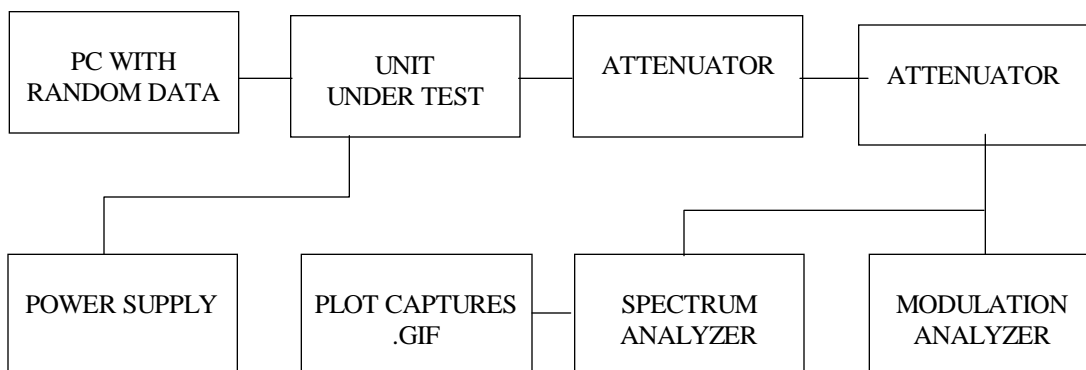 PC WITH
RANDOM DATA
UNIT
UNDER TEST
ATTENUATOR
ATTENUATOR
POWER SUPPLY
PLOT CAPTURES
.GIF
SPECTRUM
ANALYZER
MODULATION
ANALYZER